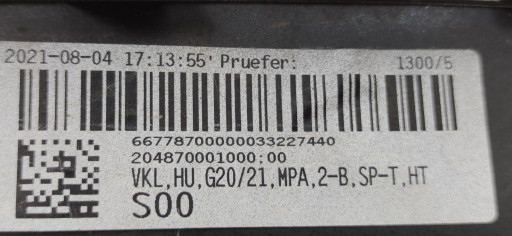 2021-08-04 17:13:55' Pruefer: 1300/5
66778700000033227440
204870001000;00
VKL,HU,G20/21,MPA,2-B,SP-T,HT
S00